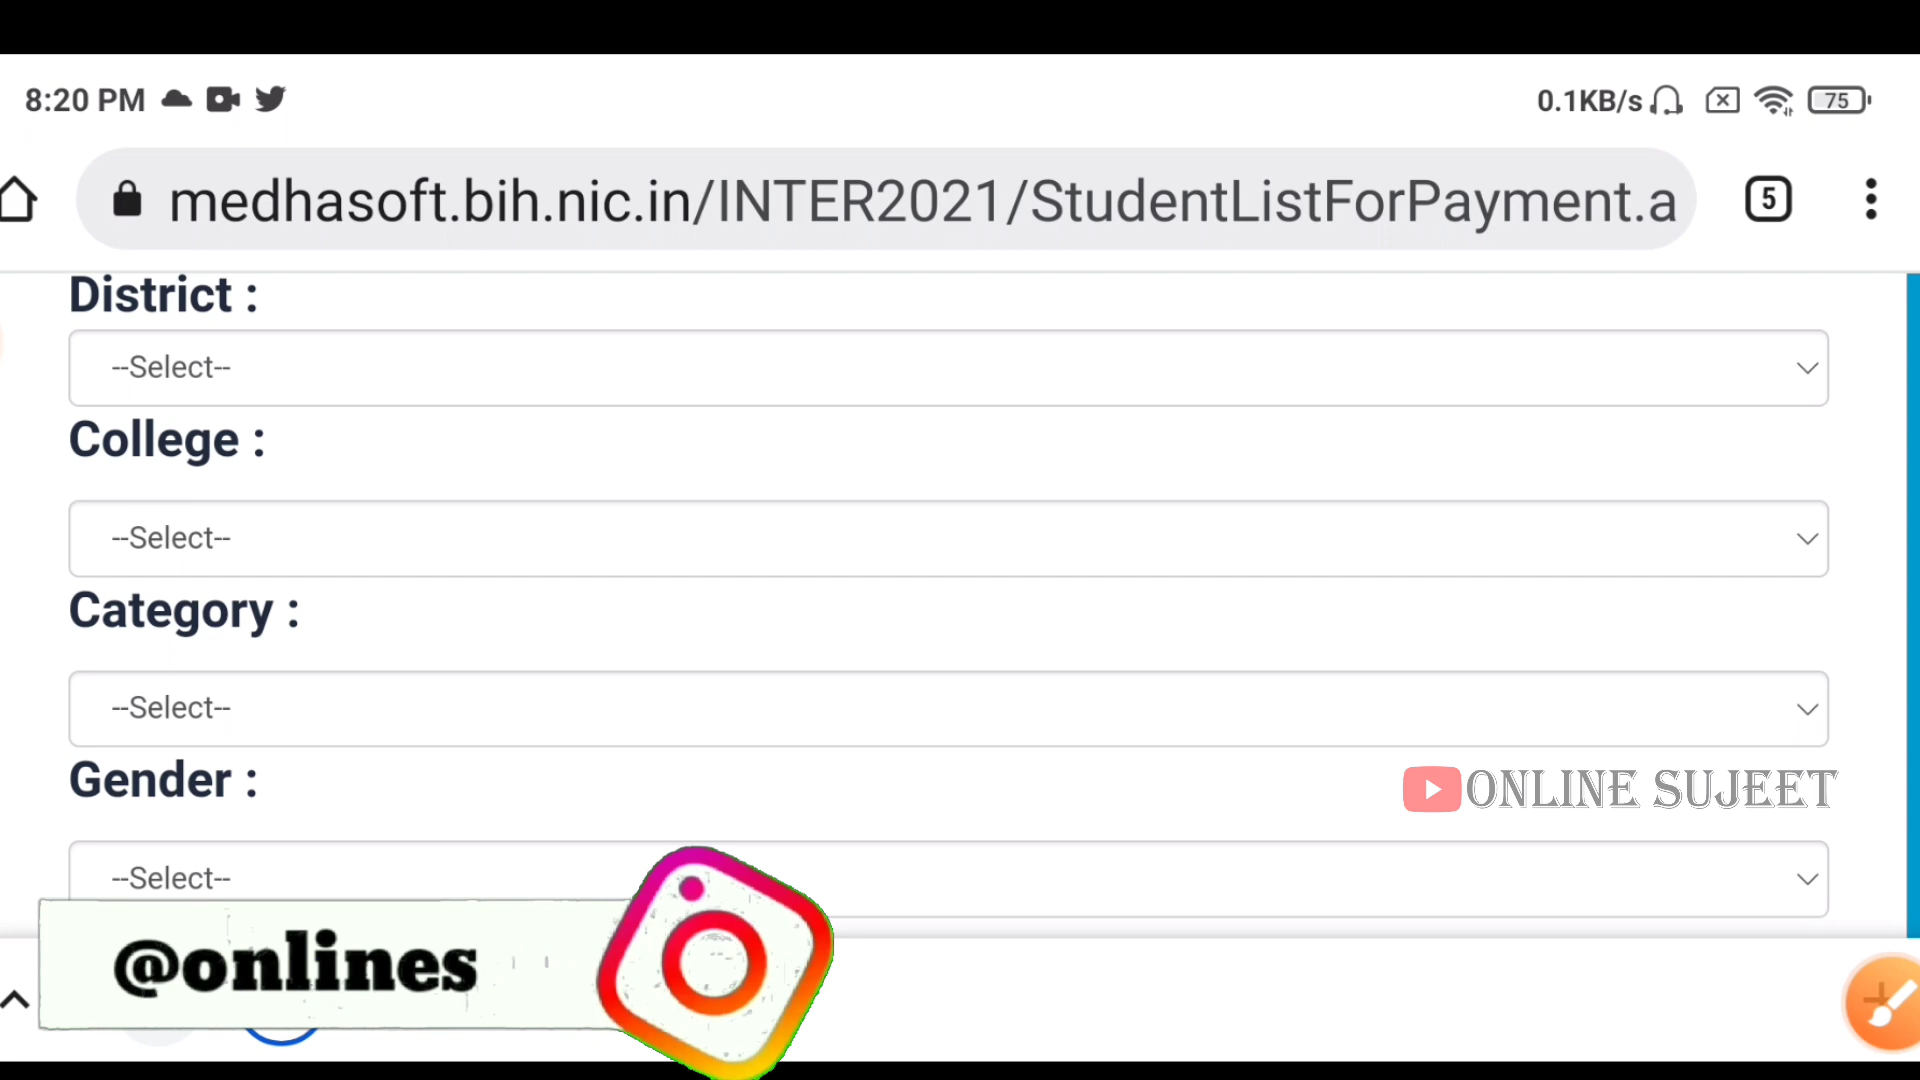 8:20 PM
0.1KB/s
75
medhasoft.bih.nic.in/INTER2021/StudentListForPayment.a
5
District :
--Select--
College :
--Select--
Category :
--Select--
Gender :
ONLINE SUJEET
--Select--
@onlines